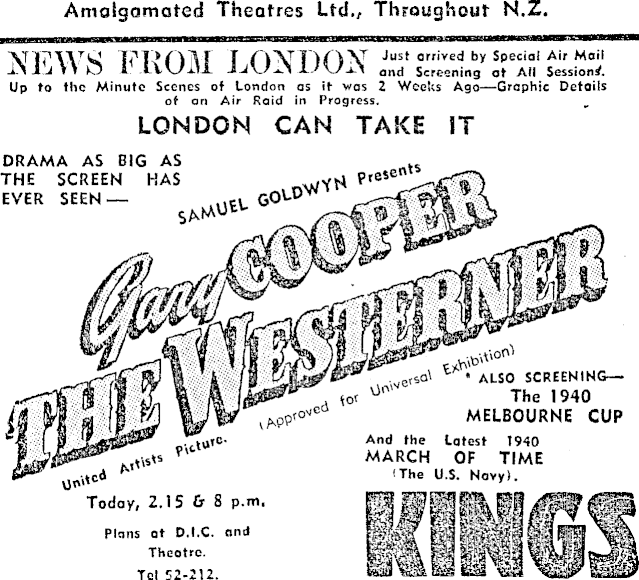 Amalgamated Theatres Ltd., Throughout N.Z.
NEWS FROM LONDON
Just arrived by Special Air Mail
and Screening at All Sessions.
Up to the Minute Scenes of London as it was 2 Weeks Ago—Graphic Details
of an Air Raid in Progress.
LONDON CAN TAKE IT
DRAMA AS BIG AS
THE SCREEN HAS
EVER SEEN—
SAMUEL GOLDWYN Presents
Gary COOPER
THE WESTERNER
(Approved for Universal Exhibition)
United Artists Picture.
ALSO SCREENING—
The 1940
MELBOURNE CUP
And the Latest 1940
MARCH OF TIME
(The U.S. Navy).
Today, 2.15 & 8 p.m.
Plans at D.I.C. and
Theatre.
Tel 52-212.
KINGS